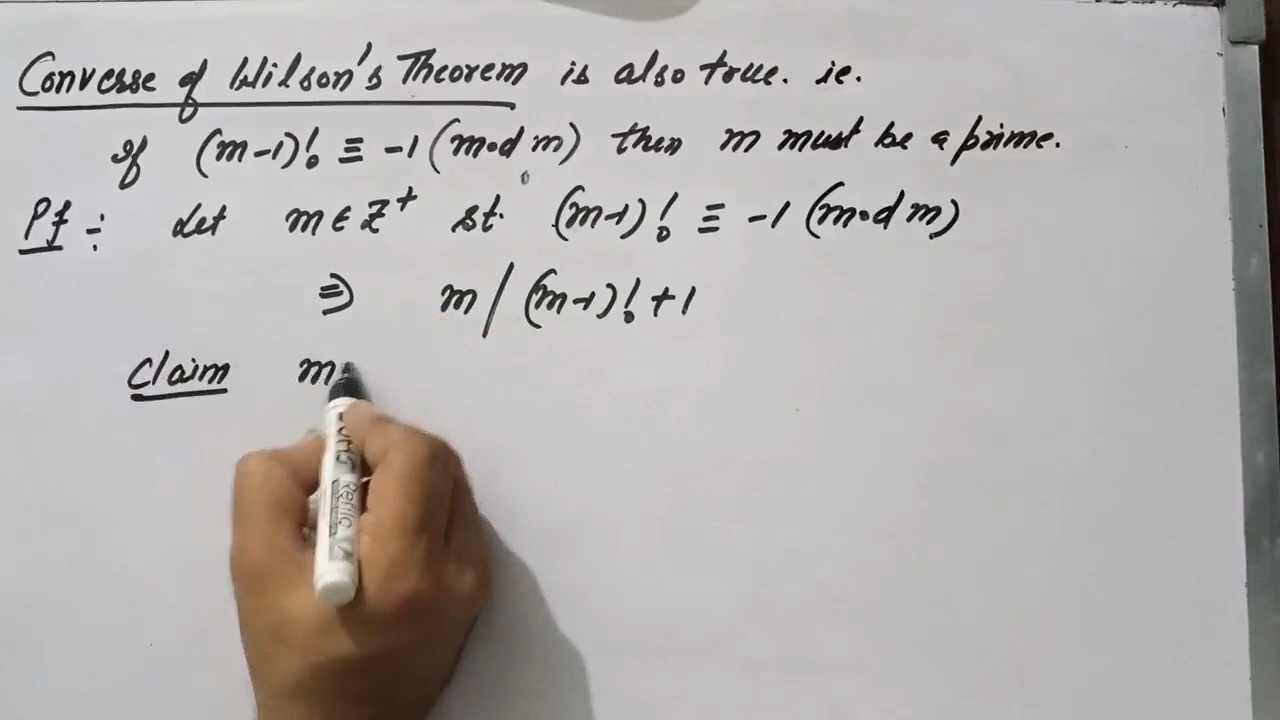 Converse of Wilson's Theorem is also true. ie.
If (m-1)! ≡ -1 (mod m) then m must be a prime.
Pf ÷ Let m ∈ Z⁺ st. (m-1)! ≡ -1 (mod m)
⇒ m / (m-1)! + 1
Claim m